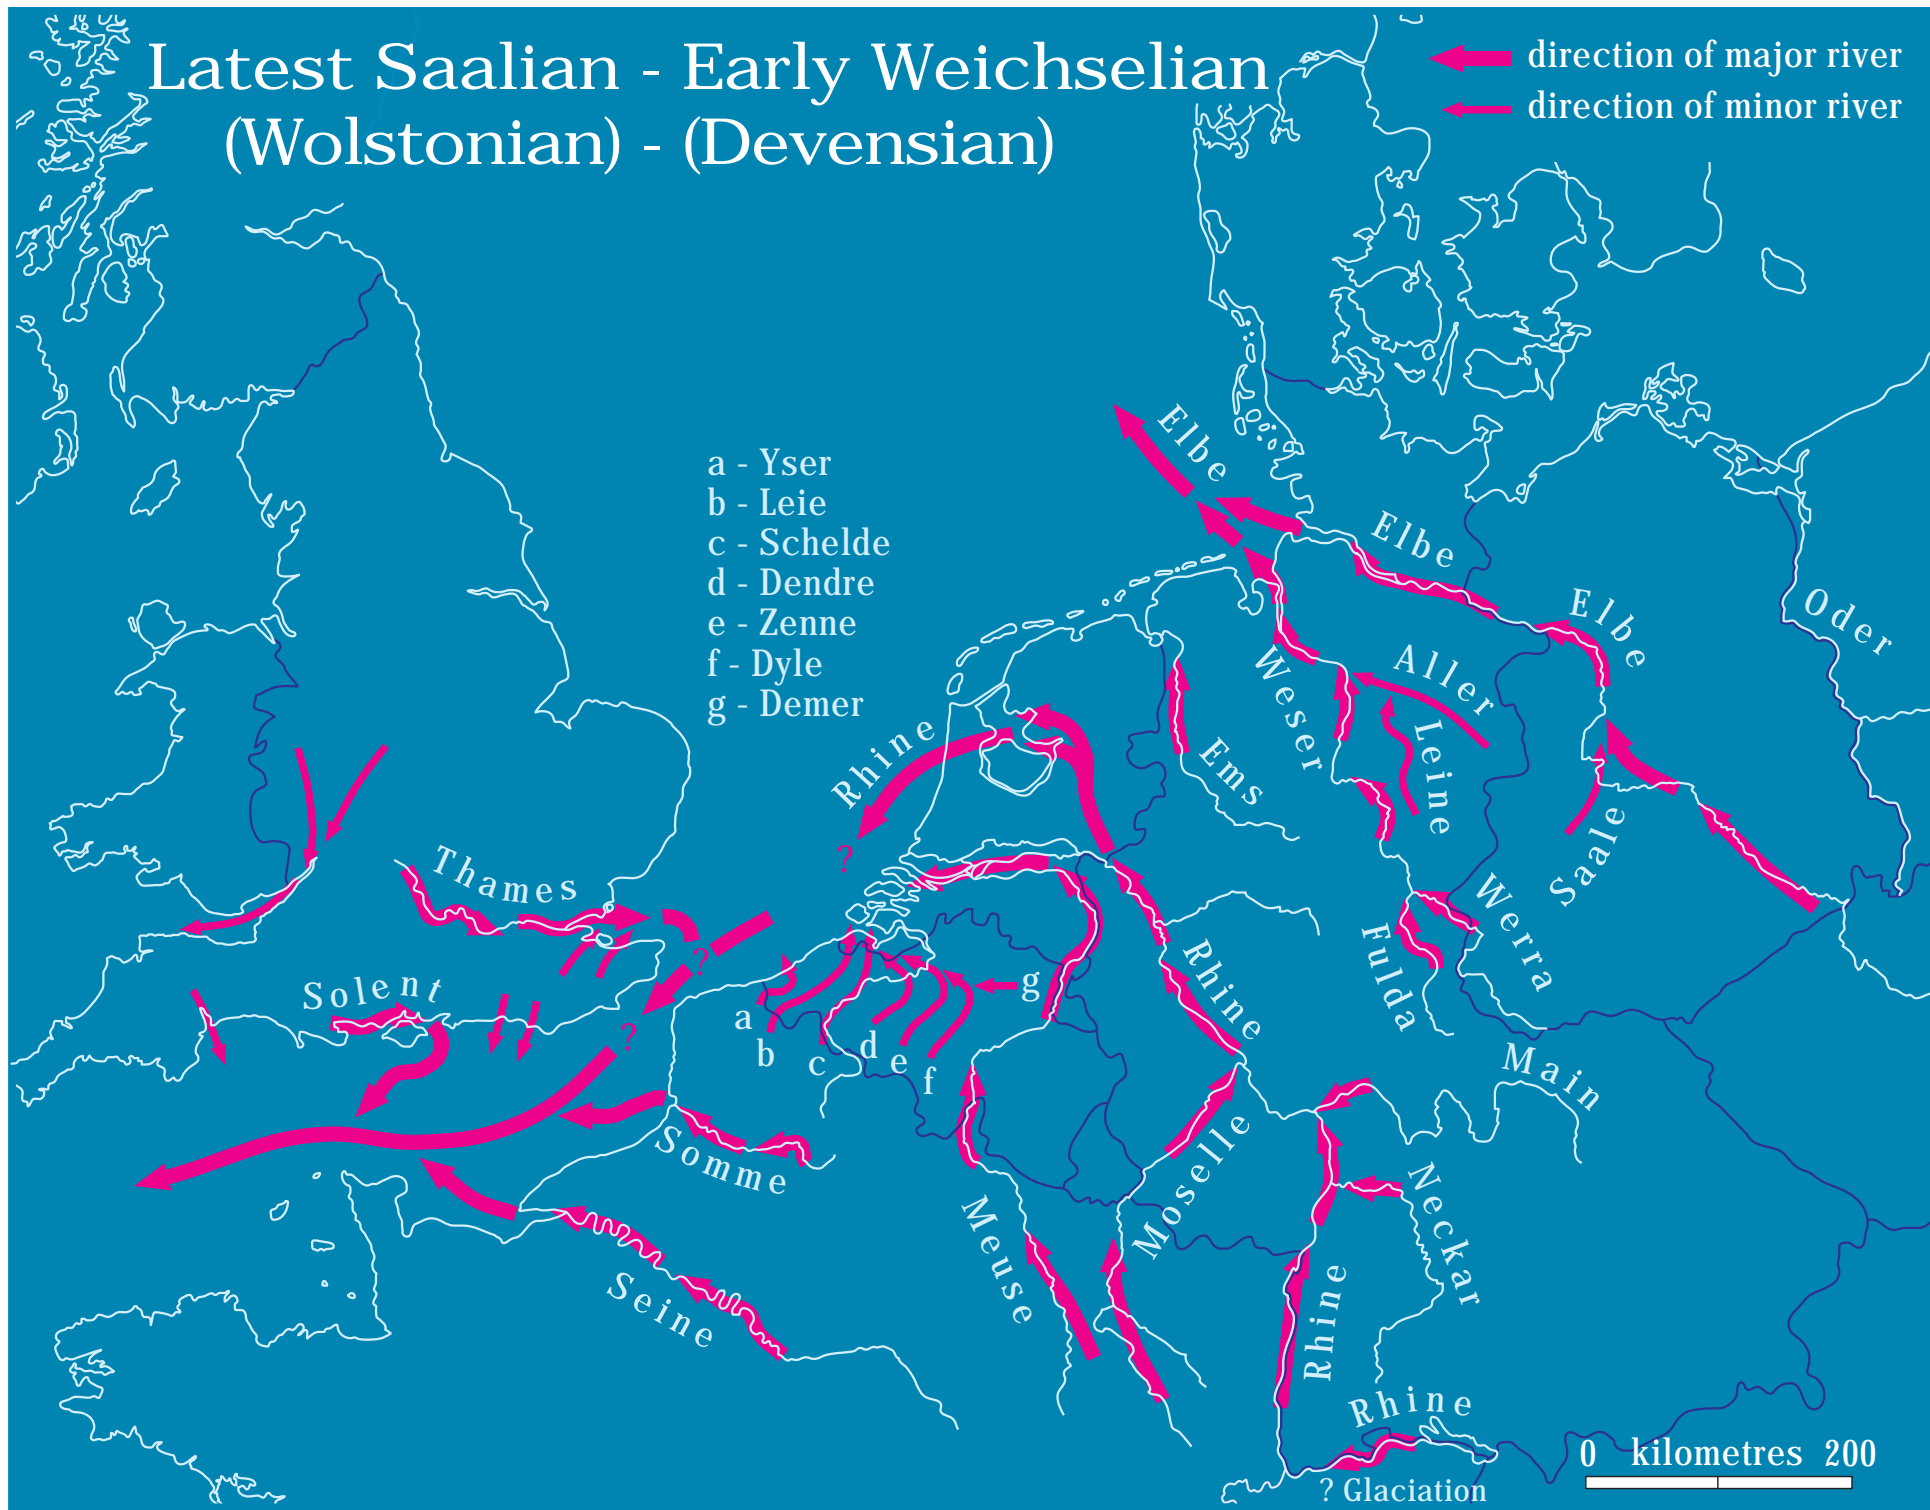 Latest Saalian - Early Weichselian
(Wolstonian) - (Devensian)
direction of major river
direction of minor river
a - Yser
b - Leie
c - Schelde
d - Dendre
e - Zenne
f - Dyle
g - Demer
Elbe
Elbe
Elbe
Oder
Aller
Weser
Leine
Ems
Rhine
?
Saale
Werra
Fulda
Thames
Solent
?
?
Rhine
g
a
b
c
d
e
f
Main
Somme
Moselle
Neckar
Meuse
Seine
Rhine
Rhine
0 kilometres 200
? Glaciation